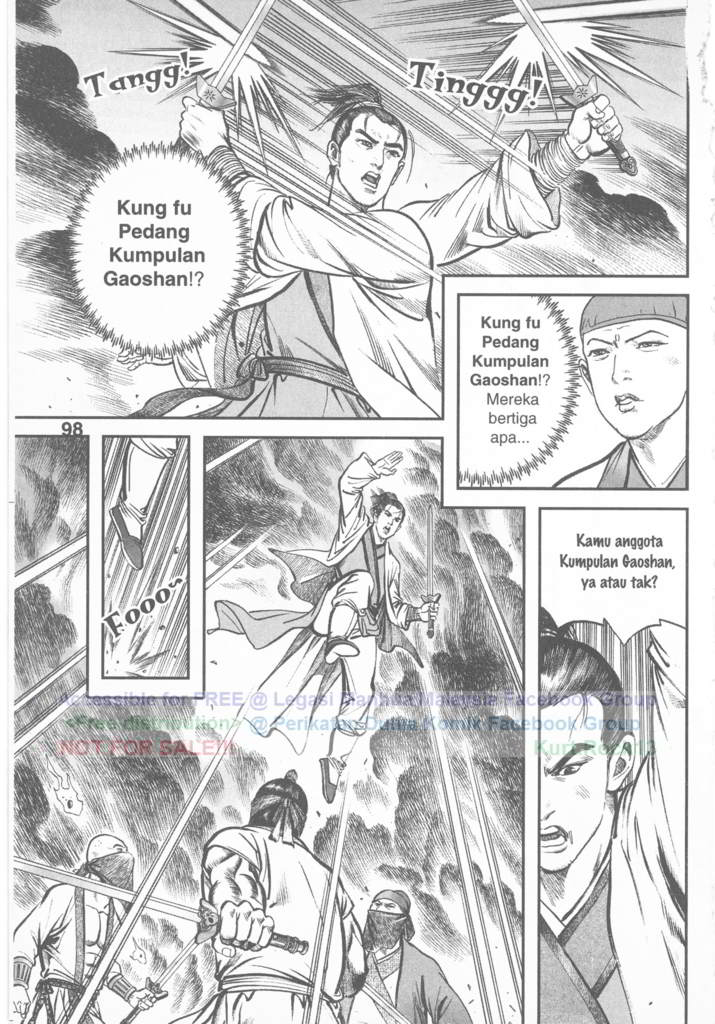 Tangg!
Tinggg!
Kung fu
Pedang
Kumpulan
Gaoshan!?
Kung fu
Pedang
Kumpulan
Gaoshan!?
Mereka
bertiga
apa...
98
Fooo~
Kamu anggota
Kumpulan Gaoshan,
ya atau tak?
Accessible for FREE @ Legasi Manhua Malaysia Facebook Group
<Free distribution> @ Perikatan Dunia Komik Facebook Group
NOT FOR SALE!!! Kurt Rock13